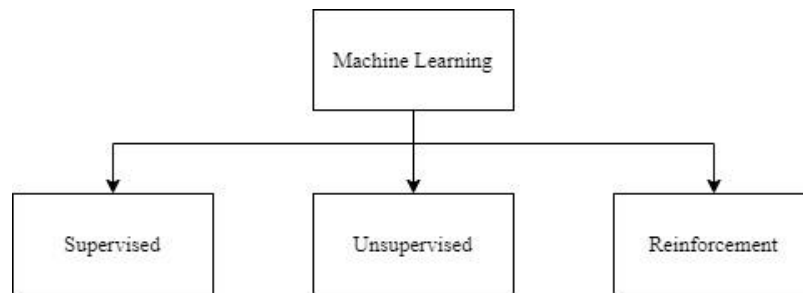 Machine Learning
Supervised
Unsupervised
Reinforcement